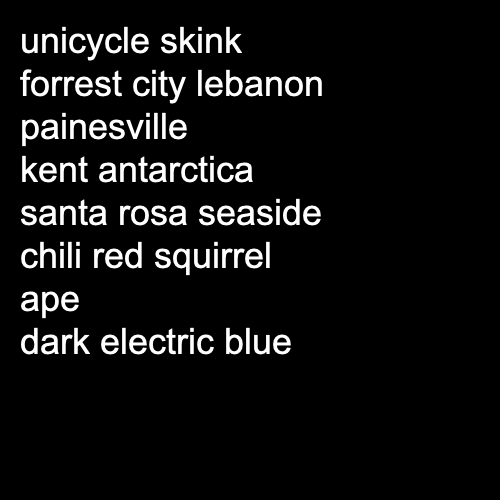 unicycle skink
forrest city lebanon
painesville
kent antarctica
santa rosa seaside
chili red squirrel
ape
dark electric blue